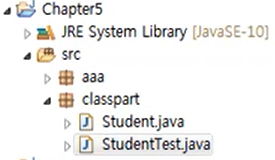 Chapter5
JRE System Library [JavaSE-10]
src
aaa
classpart
Student.java
StudentTest.java